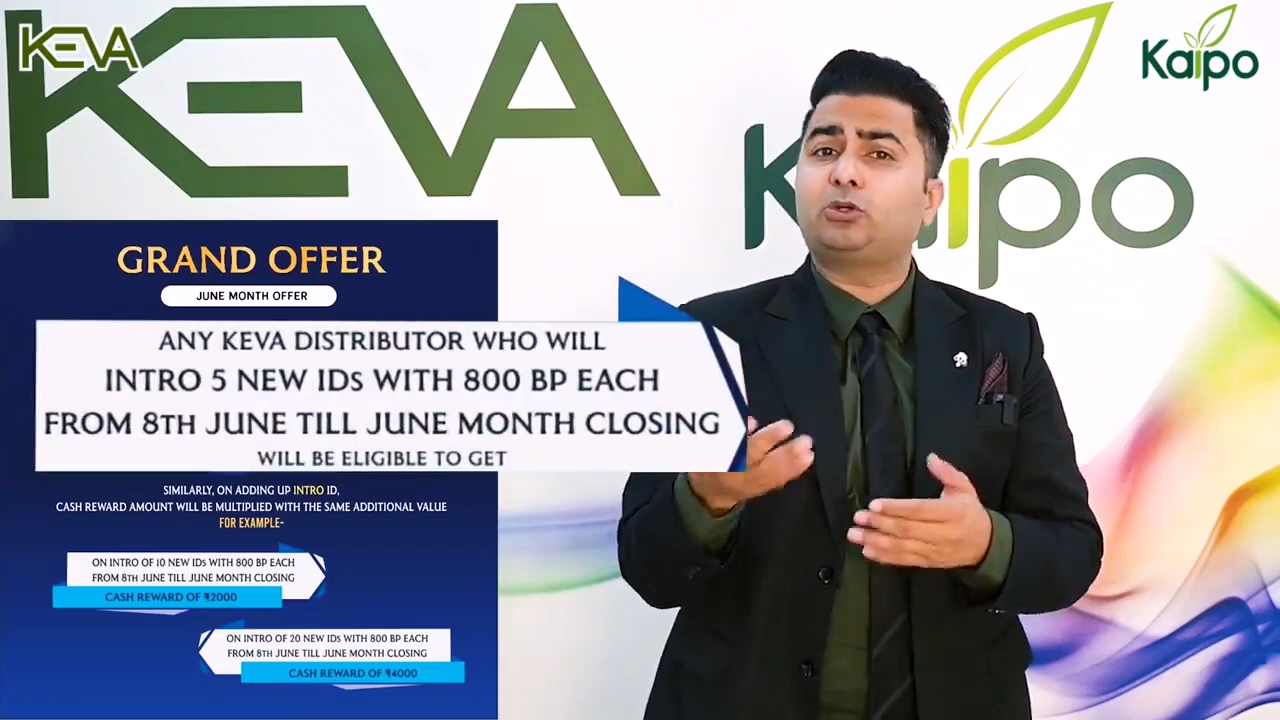 KEVA
KEVA
Kaipo
Kaipo
GRAND OFFER
JUNE MONTH OFFER
ANY KEVA DISTRIBUTOR WHO WILL
INTRO 5 NEW IDs WITH 800 BP EACH
FROM 8TH JUNE TILL JUNE MONTH CLOSING
WILL BE ELIGIBLE TO GET
SIMILARLY, ON ADDING UP INTRO ID,
CASH REWARD AMOUNT WILL BE MULTIPLIED WITH THE SAME ADDITIONAL VALUE
FOR EXAMPLE-
ON INTRO OF 10 NEW IDs WITH 800 BP EACH
FROM 8TH JUNE TILL JUNE MONTH CLOSING
CASH REWARD OF ₹2000
ON INTRO OF 20 NEW IDs WITH 800 BP EACH
FROM 8TH JUNE TILL JUNE MONTH CLOSING
CASH REWARD OF ₹4000